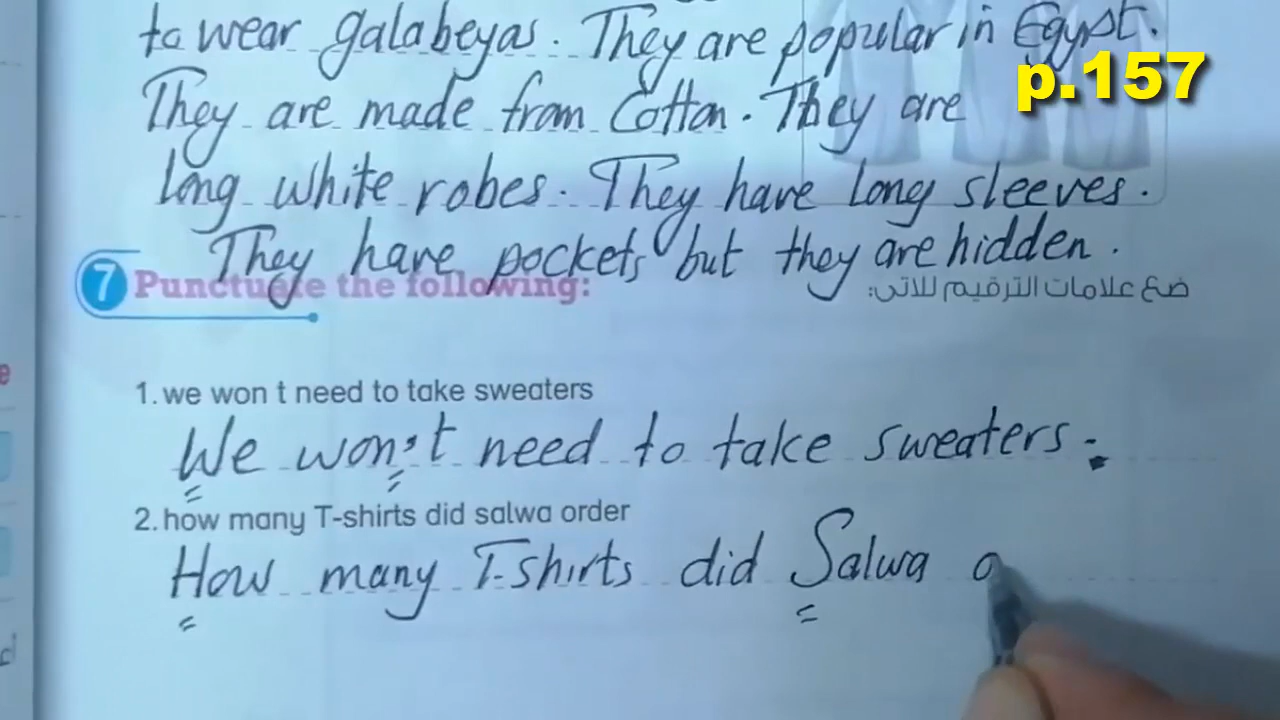 to wear galabeyas. They are popular in Egypt.
p.157
They are made from Cotton. They are
long white robes. They have long sleeves.
They have pockets but they are hidden.
7 Punctuate the following:
ضع علامات الترقيم للآتى:
1. we won t need to take sweaters
We won't need to take sweaters.
2. how many T-shirts did salwa order
How many T-shirts did Salwa o